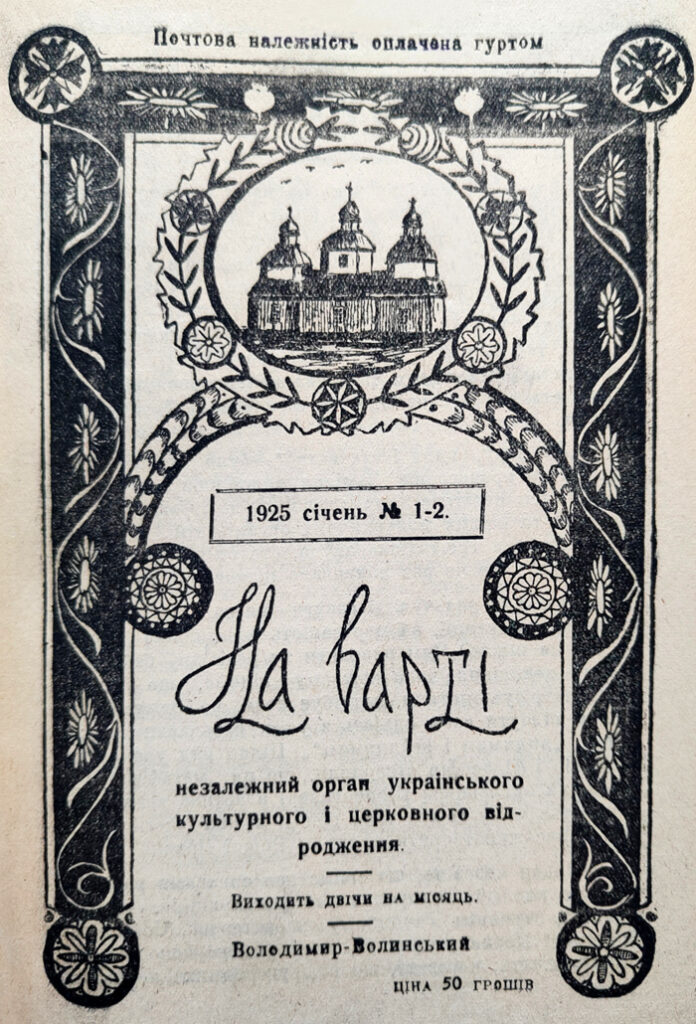 Почтова належність оплачена гуртом
1925 січень № 1-2.
На варті
незалежний орган українського
культурного і церковного від-
родження.
Виходить двічи на місяць.
Володимир-Волинський
ЦІНА 50 ГРОШІВ